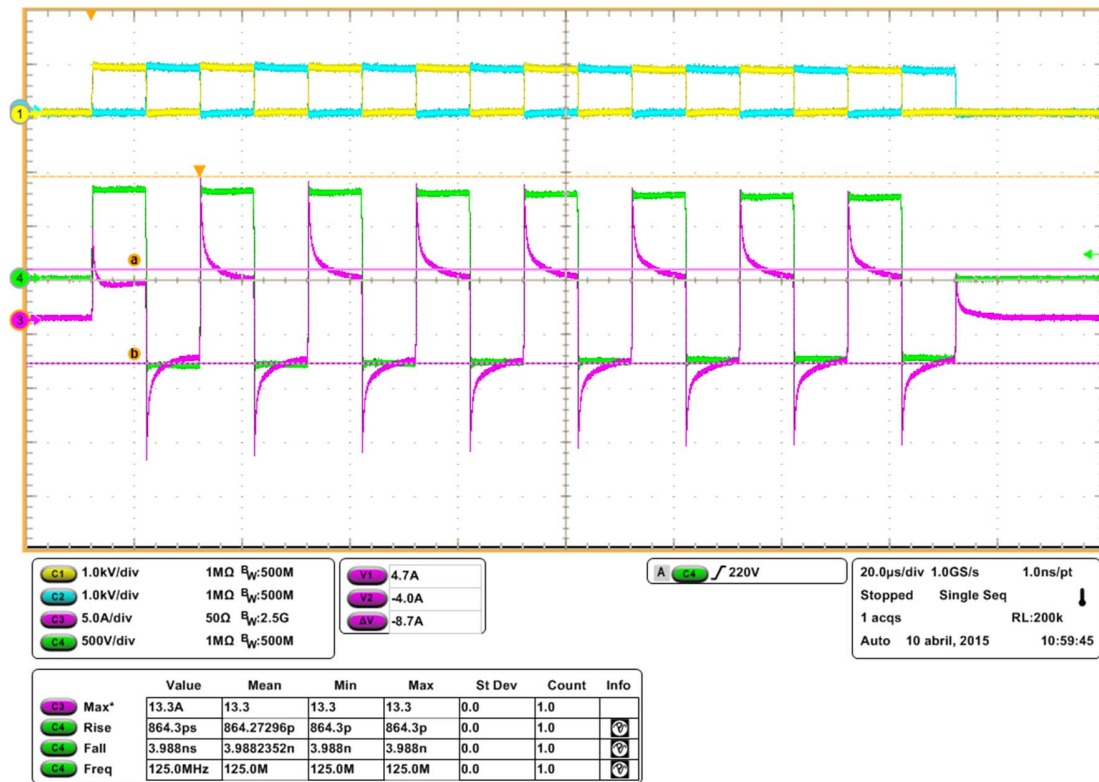 1
a
4
3
b
C1 1.0kV/div 1MΩ BW:500M
C2 1.0kV/div 1MΩ BW:500M
C3 5.0A/div 50Ω BW:2.5G
C4 500V/div 1MΩ BW:500M
V1 4.7A
V2 -4.0A
ΔV -8.7A
A C4 220V
20.0µs/div 1.0GS/s 1.0ns/pt
Stopped Single Seq
1 acqs RL:200k
Auto 10 abril, 2015 10:59:45
Value Mean Min Max St Dev Count Info
C3 Max* 13.3A 13.3 13.3 13.3 0.0 1.0
C4 Rise 864.3ps 864.27296p 864.3p 864.3p 0.0 1.0
C4 Fall 3.988ns 3.9882352n 3.988n 3.988n 0.0 1.0
C4 Freq 125.0MHz 125.0M 125.0M 125.0M 0.0 1.0